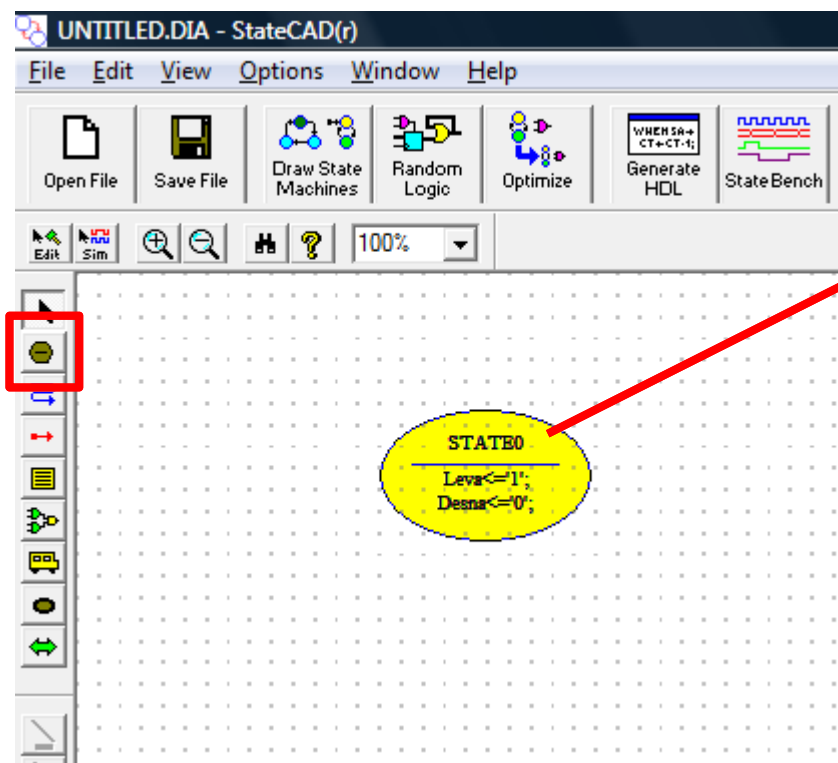 UNTITLED.DIA - StateCAD(r)
File Edit View Options Window Help
WHEN SA+
CT←CT-1;
Open File Save File Draw State Machines Random Logic Optimize Generate HDL State Bench
Edit Sim 100%
STATE0
Leva<='1';
Desna<='0';